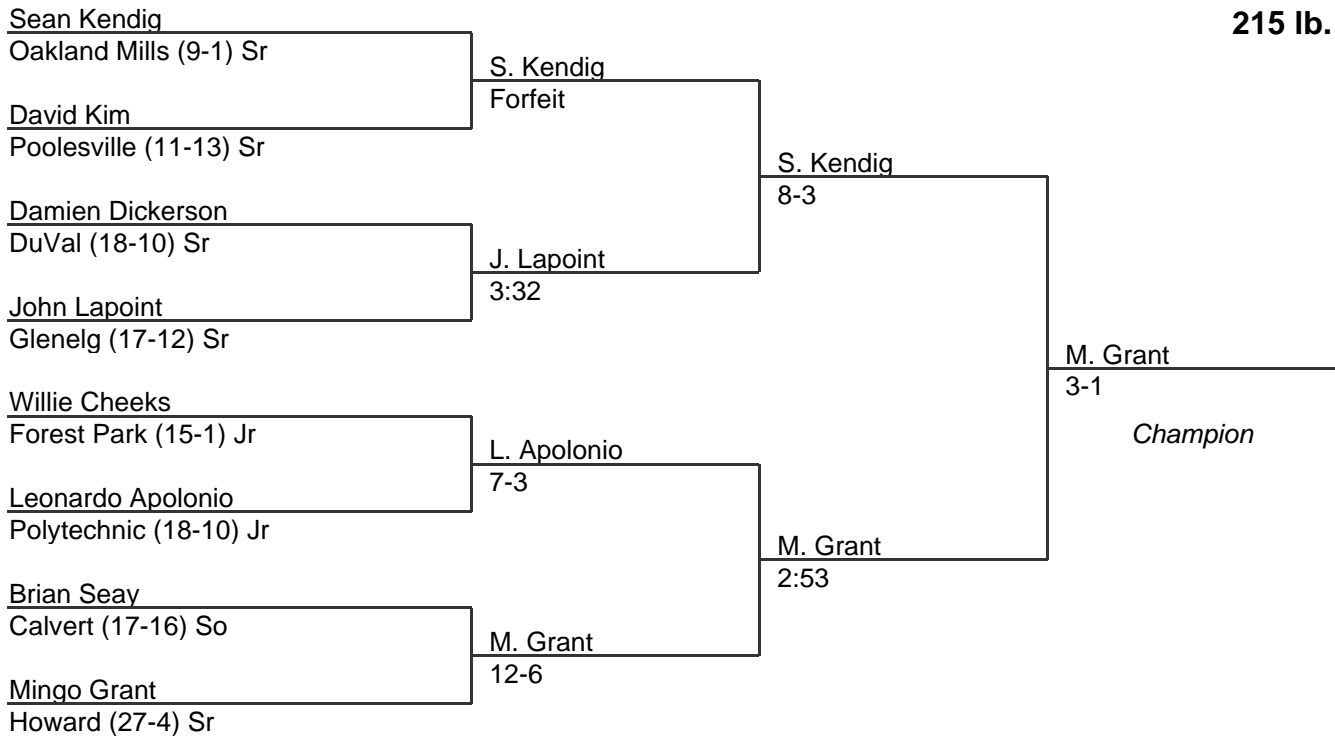 Sean Kendig
215 lb.
Oakland Mills (9-1) Sr
S. Kendig
Forfeit
David Kim
Poolesville (11-13) Sr
S. Kendig
8-3
Damien Dickerson
DuVal (18-10) Sr
J. Lapoint
3:32
John Lapoint
Glenelg (17-12) Sr
M. Grant
3-1
Champion
Willie Cheeks
Forest Park (15-1) Jr
L. Apolonio
7-3
Leonardo Apolonio
Polytechnic (18-10) Jr
M. Grant
2:53
Brian Seay
Calvert (17-16) So
M. Grant
12-6
Mingo Grant
Howard (27-4) Sr